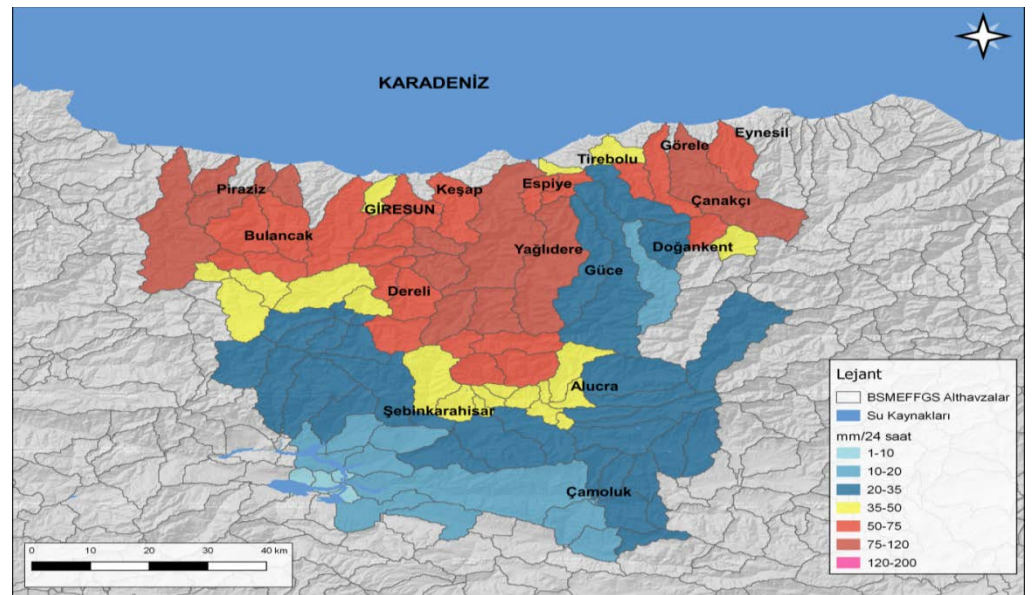 KARADENİZ
Eynesil
Görele
Tirebolu
Piraziz
Keşap
Espiye
GİRESUN
Çanakçı
Bulancak
Yağlıdere
Doğankent
Güce
Dereli
Alucra
Şebinkarahisar
Çamoluk
Lejant
BSMEFFGS Althavzalar
Su Kaynakları
mm/24 saat
1-10
10-20
20-35
35-50
50-75
75-120
120-200
0 10 20 30 40 km